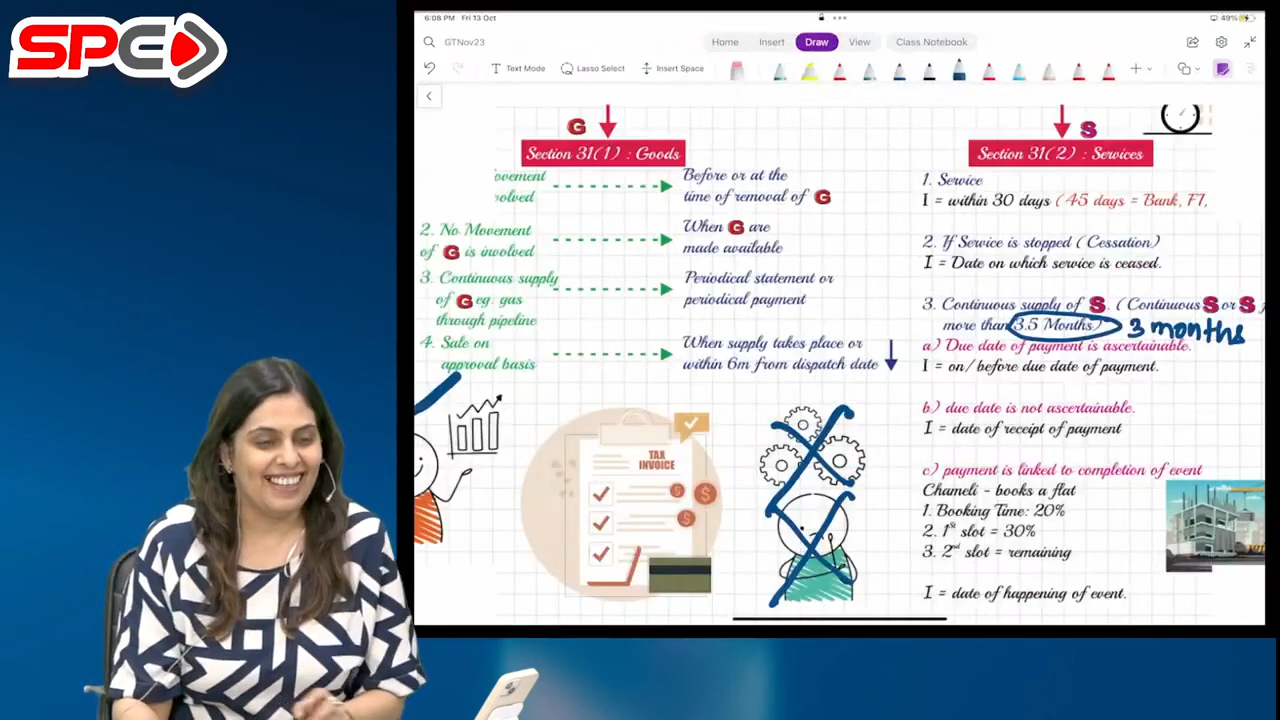 SPC
6:08 PM Fri 13 Oct
49%
GTNov23
Home Insert Draw View Class Notebook
Text Mode Lasso Select Insert Space
G
Section 31(1) : Goods
ovement
volved
Before or at the
time of removal of G
2. No Movement
of G is involved
When G are
made available
3. Continuous supply
of G eg. gas
through pipeline
Periodical statement or
periodical payment
4. Sale on
approval basis
When supply takes place or
within 6m from dispatch date
TAX
INVOICE
S
Section 31(2) : Services
1. Service
I = within 30 days (45 days = Bank, FI,
2. If Service is stopped (Cessation)
I = Date on which service is ceased.
3. Continuous supply of S. (Continuous S or S
more than 3.5 Months) 3 months
a) Due date of payment is ascertainable.
I = on/ before due date of payment.
b) due date is not ascertainable.
I = date of receipt of payment
c) payment is linked to completion of event
Chameli - books a flat
1. Booking Time: 20%
2. 1st slot = 30%
3. 2nd slot = remaining
I = date of happening of event.